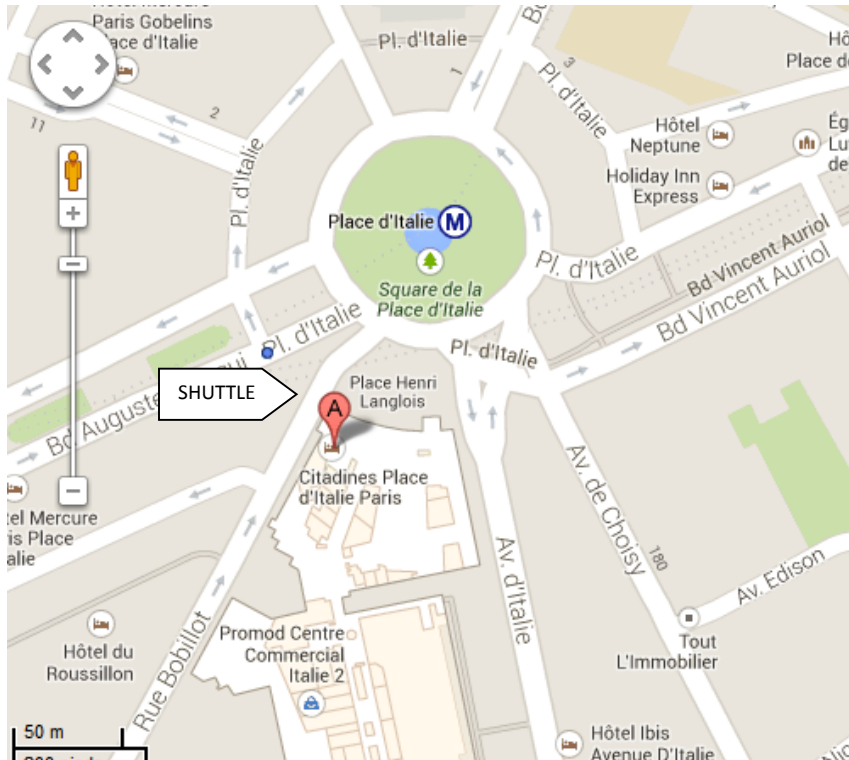 Paris Gobelins
Place d'Italie
Pl. d'Italie
1
3
Pl. d'Italie
Place de
2
11
Pl. d'Italie
Hôtel
Neptune
Holiday Inn
Express
Place d'Italie M
Square de la
Place d'Italie
Pl. d'Italie
Bd Vincent Auriol
Bd Vincent Auriol
Pl. d'Italie
Pl. d'Italie
Bd Auguste
SHUTTLE
Place Henri
Langlois
A
Citadines Place
d'Italie Paris
tel Mercure
ris Place
alie
Av. de Choisy
180
Av. d'Italie
Av. Edison
Tout
L'Immobilier
Hôtel du
Roussillon
Rue Bobillot
Promod Centre
Commercial
Italie 2
Hôtel Ibis
Avenue D'Italie
50 m